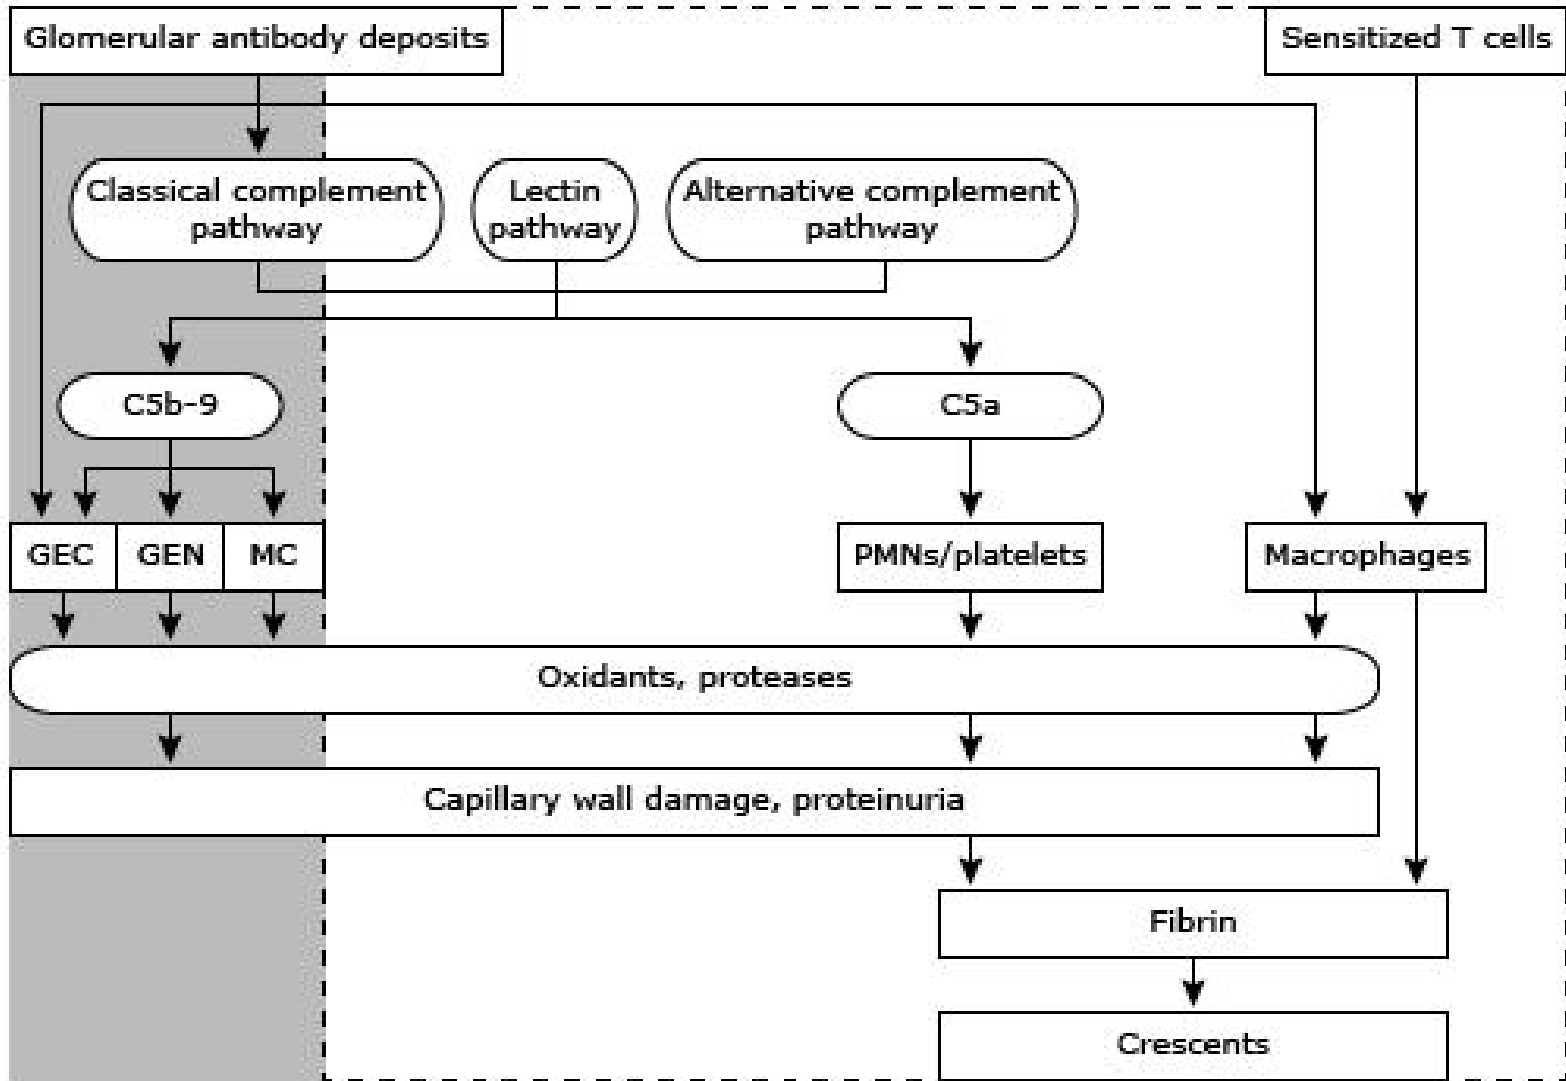 Glomerular antibody deposits
Sensitized T cells
Classical complement
pathway
Lectin
pathway
Alternative complement
pathway
C5b-9
C5a
GEC
GEN
MC
PMNs/platelets
Macrophages
Oxidants, proteases
Capillary wall damage, proteinuria
Fibrin
Crescents